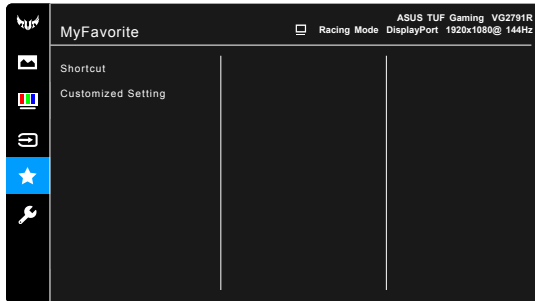 ASUS TUF Gaming VG2791R
MyFavorite
Racing Mode DisplayPort 1920x1080@ 144Hz
Shortcut
Customized Setting